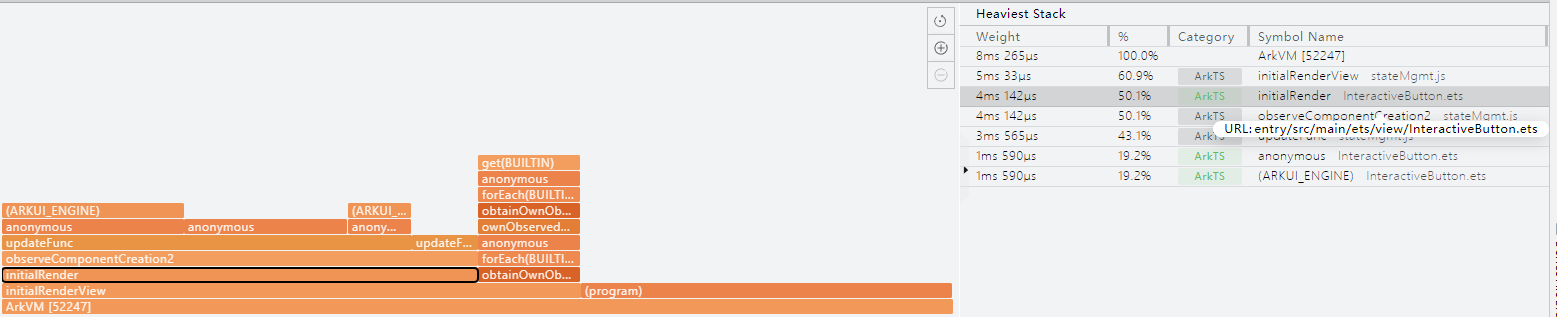 Heaviest Stack
Weight % Category Symbol Name
8ms 265μs 100.0% ArkVM [52247]
5ms 33μs 60.9% ArkTS initialRenderView stateMgmt.js
4ms 142μs 50.1% ArkTS initialRender InteractiveButton.ets
4ms 142μs 50.1% ArkTS observeComponentCreation2 stateMgmt.js
URL: entry/src/main/ets/view/InteractiveButton.ets
3ms 565μs 43.1% ArkTS
1ms 590μs 19.2% ArkTS anonymous InteractiveButton.ets
1ms 590μs 19.2% ArkTS (ARKUI_ENGINE) InteractiveButton.ets
get(BUILTIN)
anonymous
forEach(BUILTI...
(ARKUI_ENGINE) (ARKUI_... obtainOwnOb...
anonymous anonymous anony... ownObserved...
updateFunc updateF... anonymous
observeComponentCreation2 forEach(BUILTI...
initialRender obtainOwnOb...
initialRenderView (program)
ArkVM [52247]